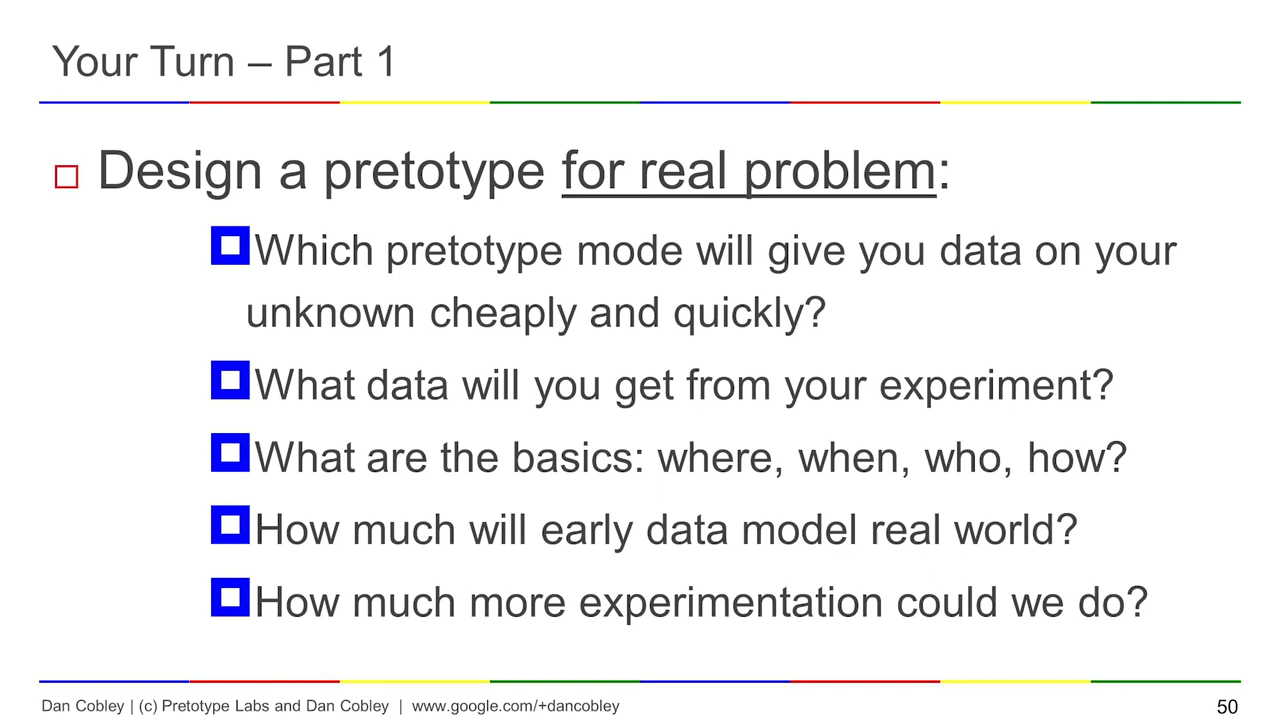 Your Turn – Part 1
Design a pretotype for real problem:
Which pretotype mode will give you data on your
unknown cheaply and quickly?
What data will you get from your experiment?
What are the basics: where, when, who, how?
How much will early data model real world?
How much more experimentation could we do?
Dan Cobley | (c) Pretotype Labs and Dan Cobley | www.google.com/+dancobley
50